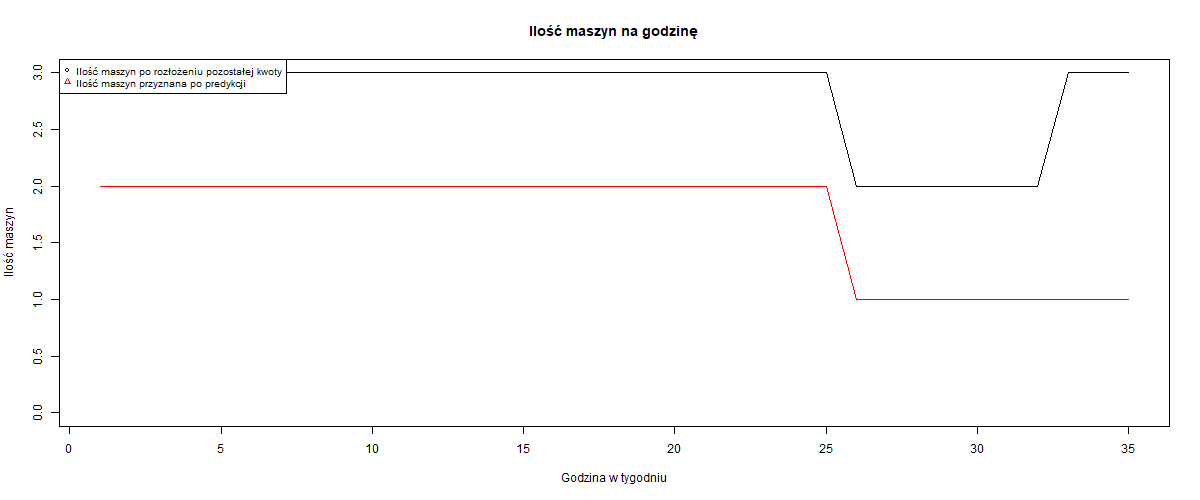 Ilość maszyn na godzinę
Ilość maszyn po rozłożeniu pozostałej kwoty
Ilość maszyn przyznana po predykcji
Ilość maszyn
3.0
2.5
2.0
1.5
1.0
0.5
0.0
0 5 10 15 20 25 30 35
Godzina w tygodniu